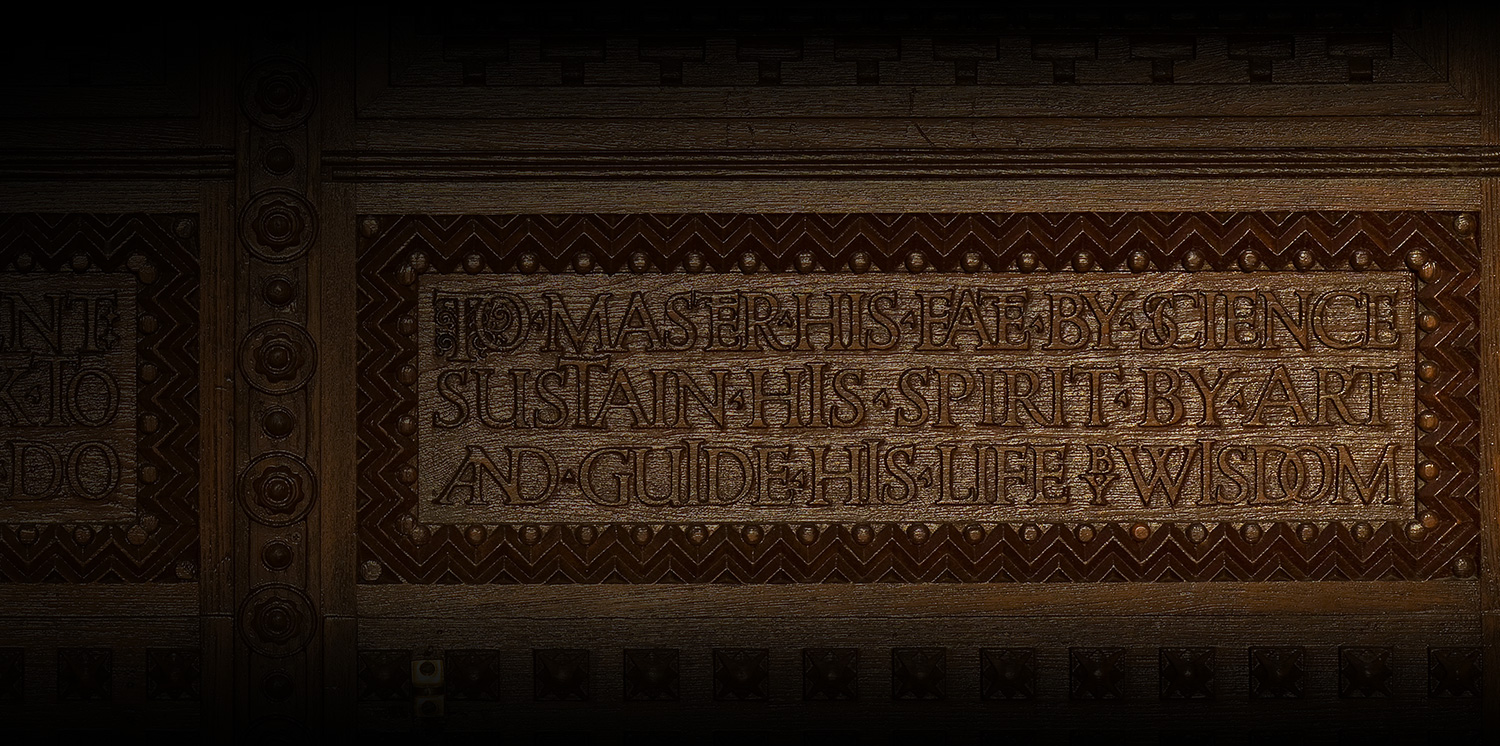 NT
K·TO
DO
TO·MASTER·HIS·FATE·BY·SCIENCE
SUSTAIN·HIS·SPIRIT·BY·ART
AND·GUIDE·HIS·LIFE BY WISDOM